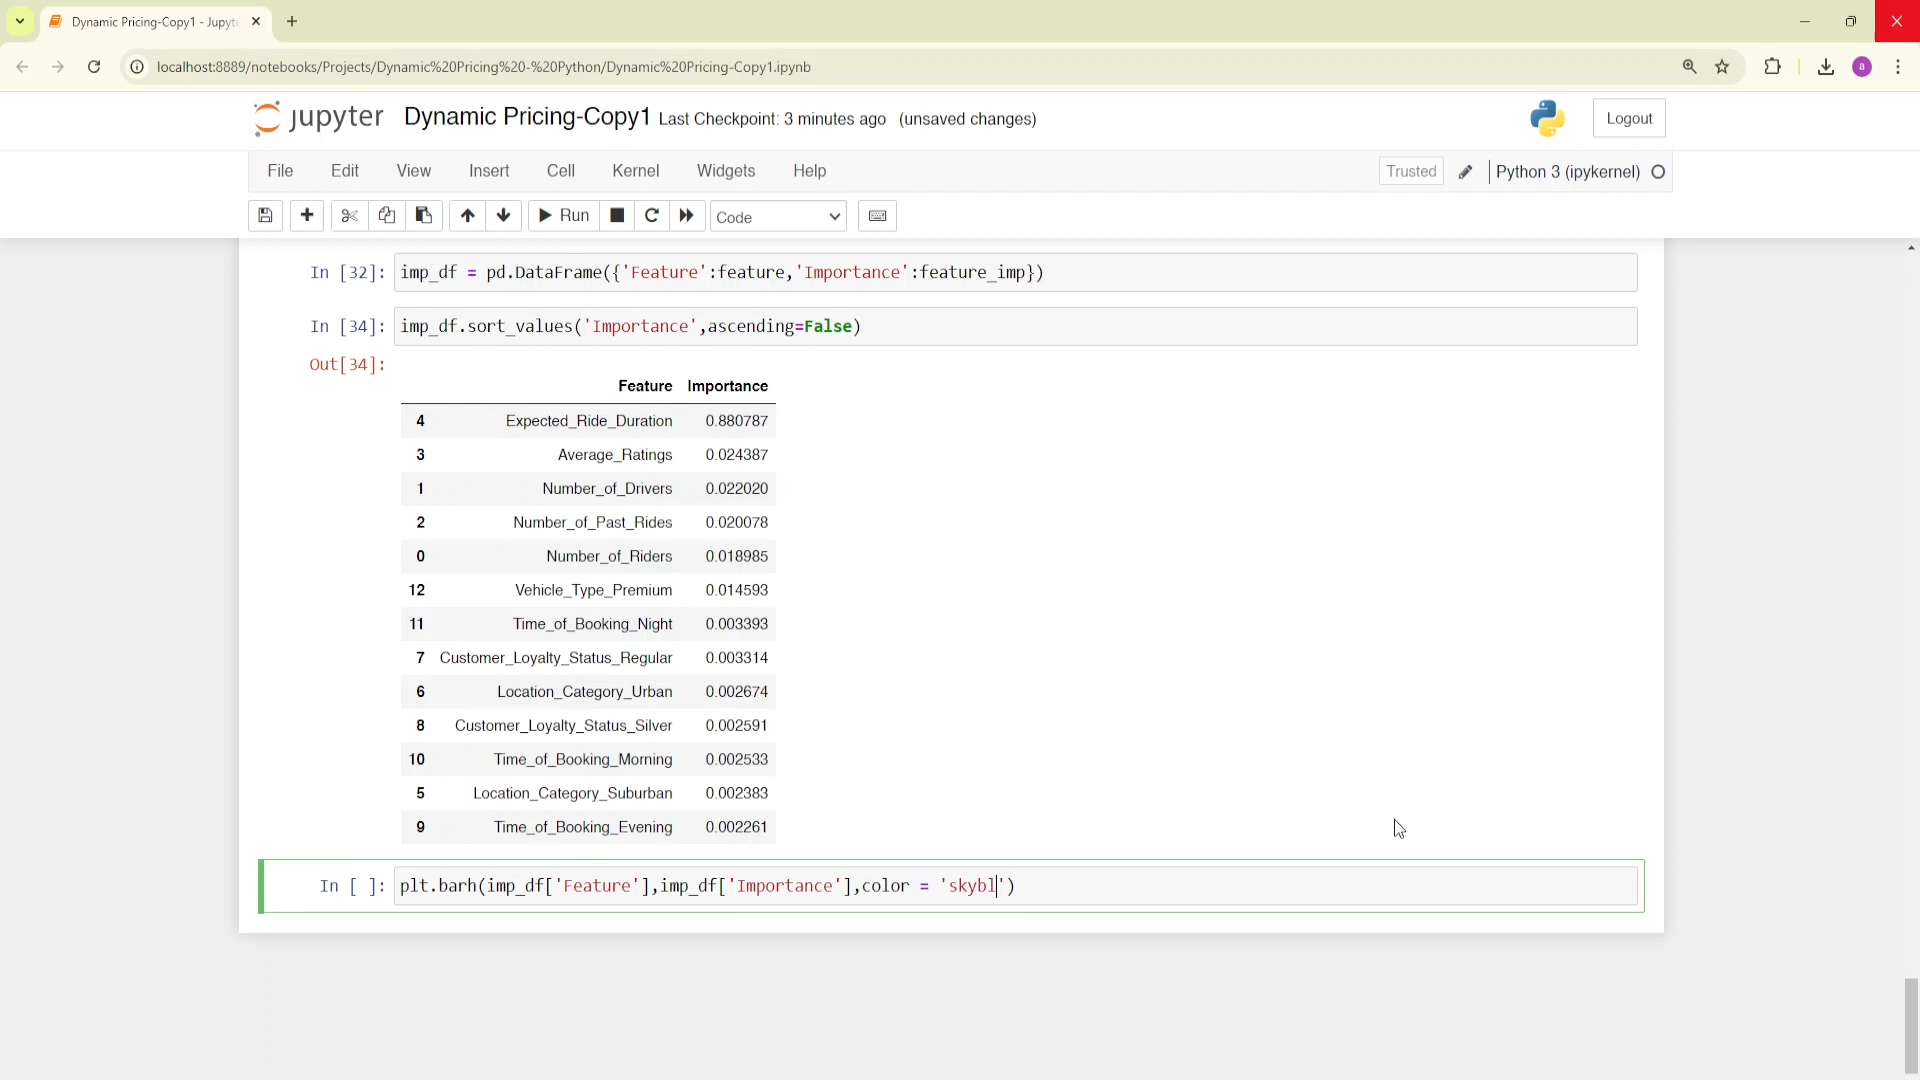 Dynamic Pricing-Copy1 - Jupyte
localhost:8889/notebooks/Projects/Dynamic%20Pricing%20-%20Python/Dynamic%20Pricing-Copy1.ipynb
a
jupyter Dynamic Pricing-Copy1 Last Checkpoint: 3 minutes ago (unsaved changes) Logout
File Edit View Insert Cell Kernel Widgets Help Trusted Python 3 (ipykernel)
Run Code
In [32]: imp_df = pd.DataFrame({'Feature':feature,'Importance':feature_imp})
In [34]: imp_df.sort_values('Importance',ascending=False)
Out[34]:
Feature Importance
4 Expected_Ride_Duration 0.880787
3 Average_Ratings 0.024387
1 Number_of_Drivers 0.022020
2 Number_of_Past_Rides 0.020078
0 Number_of_Riders 0.018985
12 Vehicle_Type_Premium 0.014593
11 Time_of_Booking_Night 0.003393
7 Customer_Loyalty_Status_Regular 0.003314
6 Location_Category_Urban 0.002674
8 Customer_Loyalty_Status_Silver 0.002591
10 Time_of_Booking_Morning 0.002533
5 Location_Category_Suburban 0.002383
9 Time_of_Booking_Evening 0.002261
In [ ]: plt.barh(imp_df['Feature'],imp_df['Importance'],color = 'skybl')